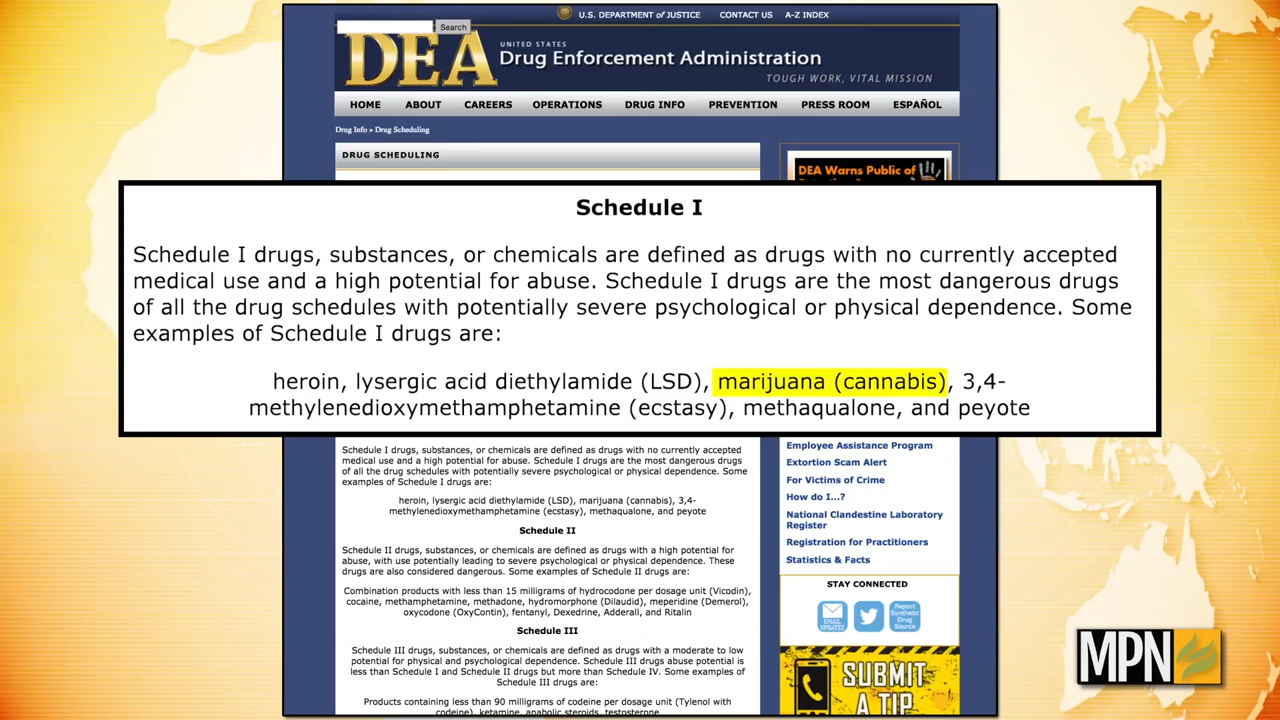 U.S. DEPARTMENT of JUSTICE CONTACT US A-Z INDEX
Search
DEA
UNITED STATES
Drug Enforcement Administration
TOUGH WORK, VITAL MISSION
HOME ABOUT CAREERS OPERATIONS DRUG INFO PREVENTION PRESS ROOM ESPAÑOL
Drug Info » Drug Scheduling
DRUG SCHEDULING
DEA Warns Public of
Schedule I
Schedule I drugs, substances, or chemicals are defined as drugs with no currently accepted
medical use and a high potential for abuse. Schedule I drugs are the most dangerous drugs
of all the drug schedules with potentially severe psychological or physical dependence. Some
examples of Schedule I drugs are:
heroin, lysergic acid diethylamide (LSD), marijuana (cannabis), 3,4-
methylenedioxymethamphetamine (ecstasy), methaqualone, and peyote
Schedule I drugs, substances, or chemicals are defined as drugs with no currently accepted
medical use and a high potential for abuse. Schedule I drugs are the most dangerous drugs
of all the drug schedules with potentially severe psychological or physical dependence. Some
examples of Schedule I drugs are:
heroin, lysergic acid diethylamide (LSD), marijuana (cannabis), 3,4-
methylenedioxymethamphetamine (ecstasy), methaqualone, and peyote
Schedule II
Schedule II drugs, substances, or chemicals are defined as drugs with a high potential for
abuse, with use potentially leading to severe psychological or physical dependence. These
drugs are also considered dangerous. Some examples of Schedule II drugs are:
Combination products with less than 15 milligrams of hydrocodone per dosage unit (Vicodin),
cocaine, methamphetamine, methadone, hydromorphone (Dilaudid), meperidine (Demerol),
oxycodone (OxyContin), fentanyl, Dexedrine, Adderall, and Ritalin
Schedule III
Schedule III drugs, substances, or chemicals are defined as drugs with a moderate to low
potential for physical and psychological dependence. Schedule III drugs abuse potential is
less than Schedule I and Schedule II drugs but more than Schedule IV. Some examples of
Schedule III drugs are:
Products containing less than 90 milligrams of codeine per dosage unit (Tylenol with
codeine), ketamine, anabolic steroids, testosterone
Employee Assistance Program
Extortion Scam Alert
For Victims of Crime
How do I...?
National Clandestine Laboratory
Register
Registration for Practitioners
Statistics & Facts
STAY CONNECTED
EMAIL
UPDATES
Report
Synthetic
Drug
Source
SUBMIT
A TIP
MPN